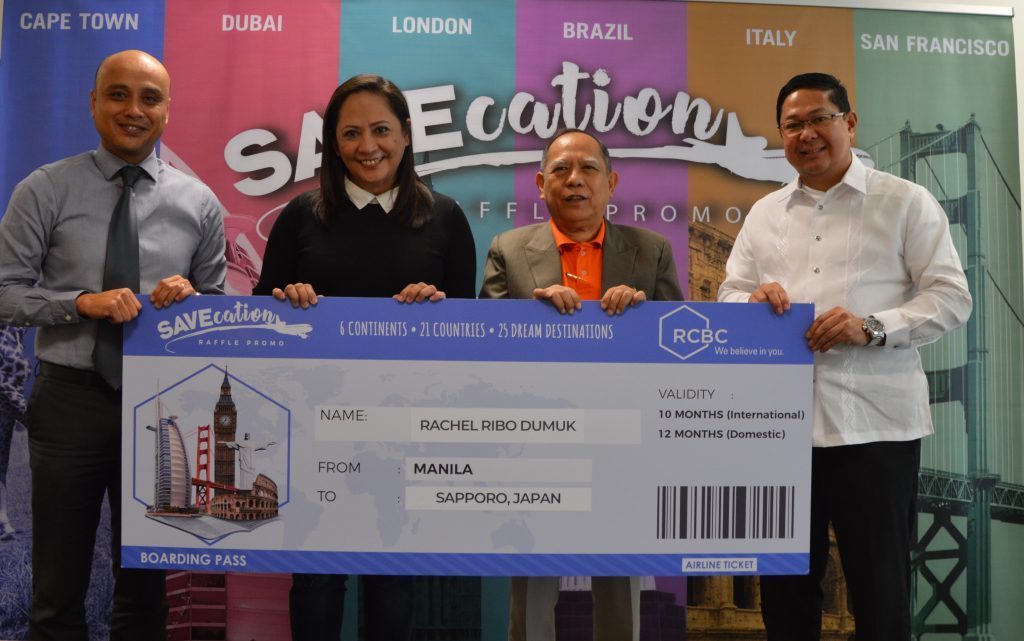 CAPE TOWN
DUBAI
LONDON
BRAZIL
ITALY
SAN FRANCISCO
SAVEcation
RAFFLE PROMO
SAVEcation
RAFFLE PROMO
6 CONTINENTS • 21 COUNTRIES • 25 DREAM DESTINATIONS
RCBC
We believe in you.
NAME: RACHEL RIBO DUMUK
FROM : MANILA
TO : SAPPORO, JAPAN
VALIDITY :
10 MONTHS (International)
12 MONTHS (Domestic)
BOARDING PASS
AIRLINE TICKET